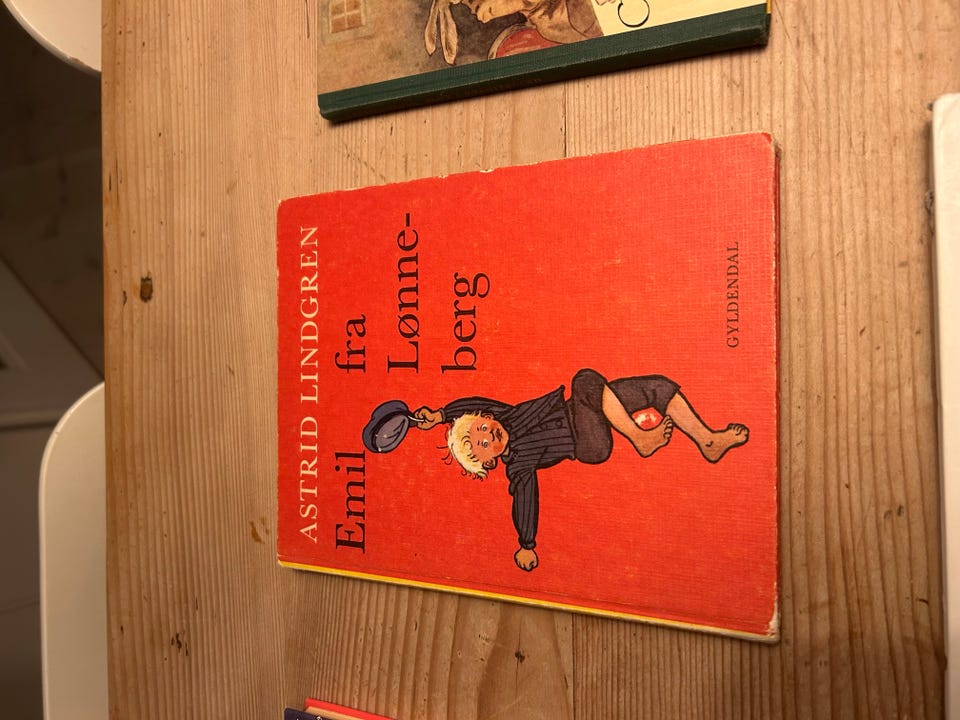 ASTRID LINDGREN
Emil fra
Lønne-
berg
GYLDENDAL